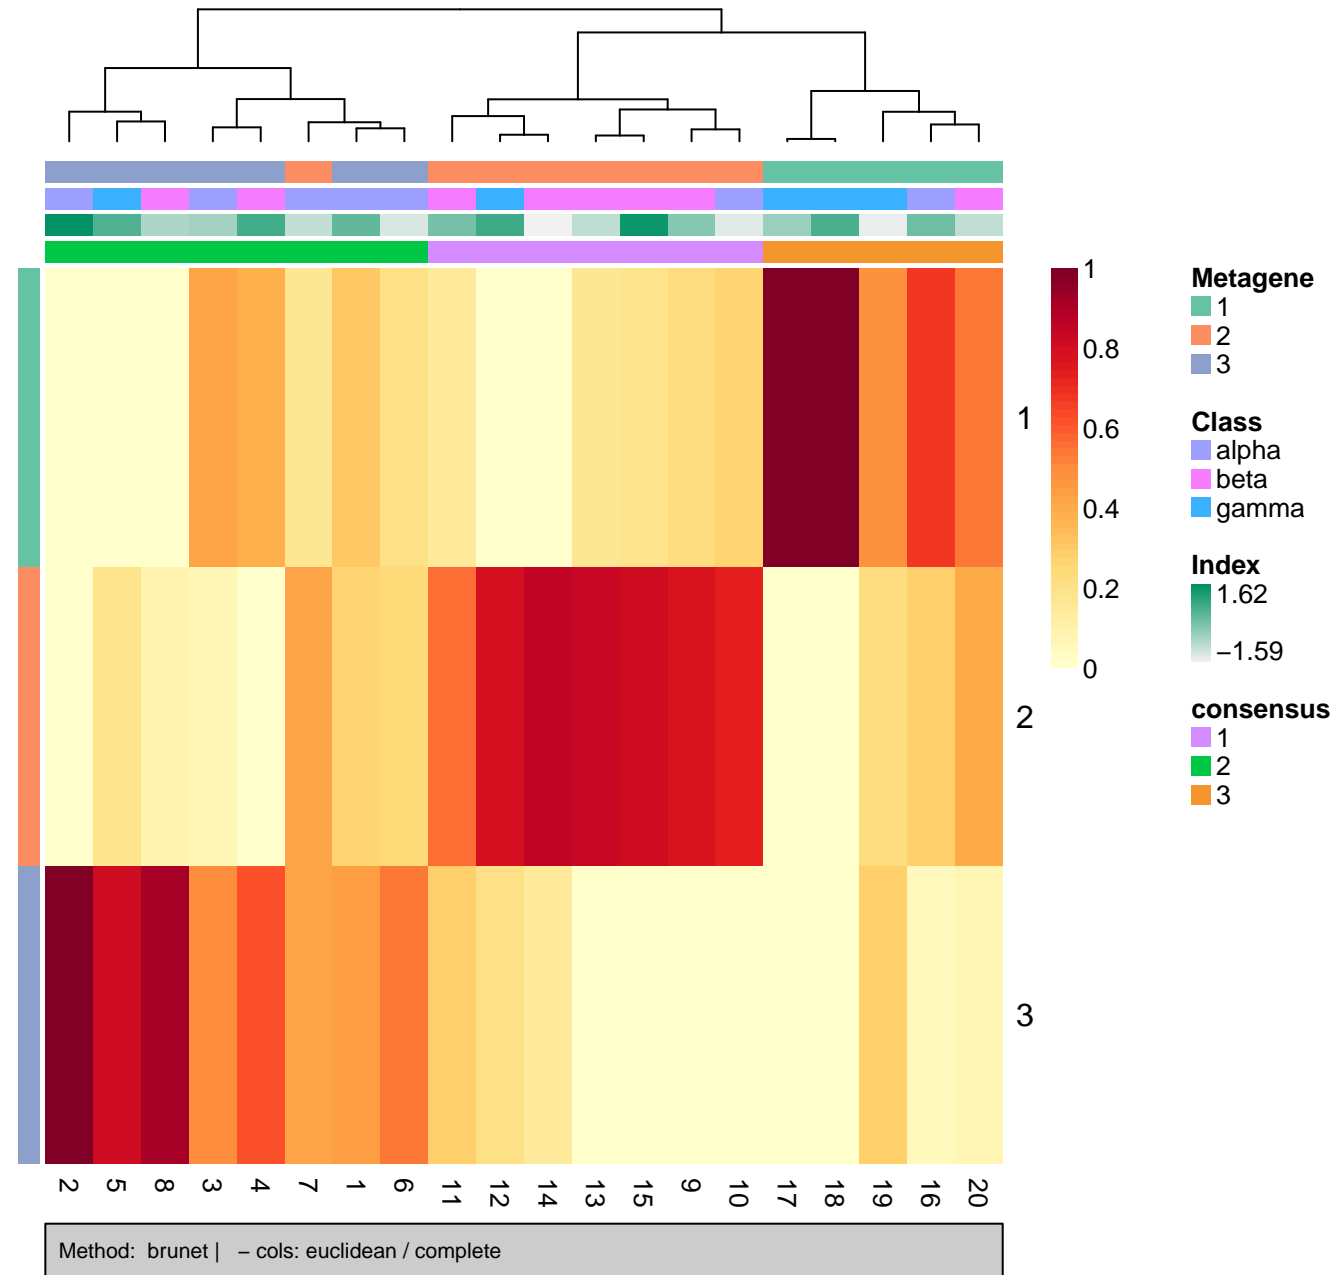 1
0.8
0.6
0.4
0.2
0
1
2
3
Metagene
1
2
3
Class
alpha
beta
gamma
Index
1.62
−1.59
consensus
1
2
3
2 5 8 3 4 7 1 6 11 12 14 13 15 9 10 17 18 19 16 20
Method: brunet | − cols: euclidean / complete